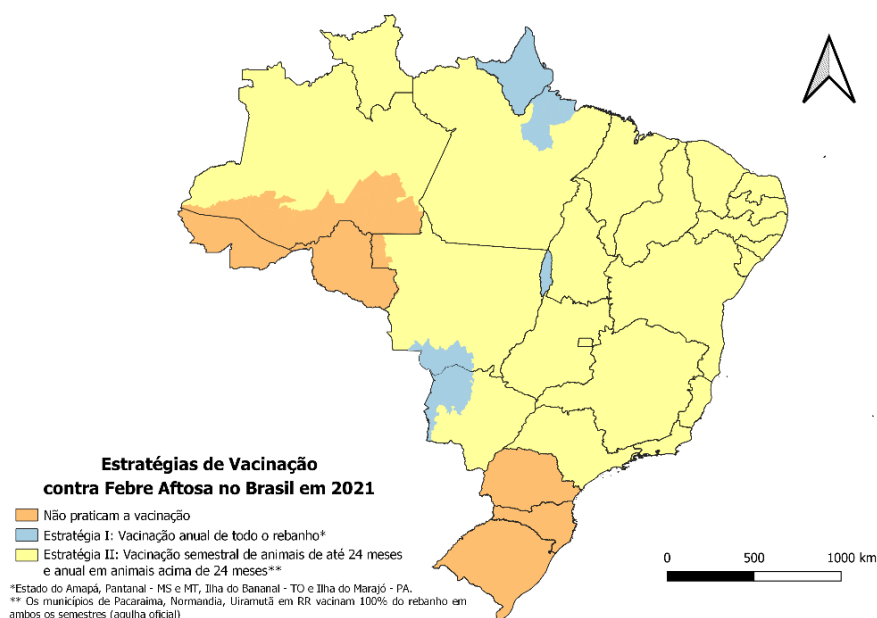 Estratégias de Vacinação
contra Febre Aftosa no Brasil em 2021
Não praticam a vacinação
Estratégia I: Vacinação anual de todo o rebanho*
Estratégia II: Vacinação semestral de animais de até 24 meses
e anual em animais acima de 24 meses**
*Estado do Amapá, Pantanal - MS e MT, Ilha do Bananal - TO e Ilha do Marajó - PA.
** Os municípios de Pacaraima, Normandia, Uiramutã em RR vacinam 100% do rebanho em
ambos os semestres (agulha oficial)
0 500 1000 km